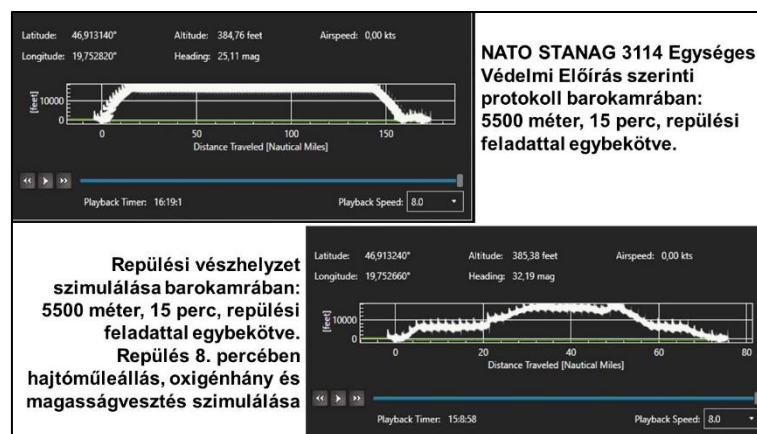 Latitude: 46,913140° Altitude: 384,76 feet Airspeed: 0,00 kts
Longitude: 19,752820° Heading: 25,11 mag
[feet]
10000
0
0 50 100 150
Distance Traveled [Nautical Miles]
Playback Timer: 16:19:1 Playback Speed: 8.0
NATO STANAG 3114 Egységes
Védelmi Előírás szerinti
protokoll barokamrában:
5500 méter, 15 perc, repülési
feladattal egybekötve.
Repülési vészhelyzet
szimulálása barokamrában:
5500 méter, 15 perc, repülési
feladattal egybekötve.
Repülés 8. percében
hajtóműleállás, oxigénhány és
magasságvesztés szimulálása
Latitude: 46,913240° Altitude: 385,38 feet Airspeed: 0,00 kts
Longitude: 19,752660° Heading: 32,19 mag
[feet]
10000
0
0 20 40 60 80
Distance Traveled [Nautical Miles]
Playback Timer: 15:8:58 Playback Speed: 8.0